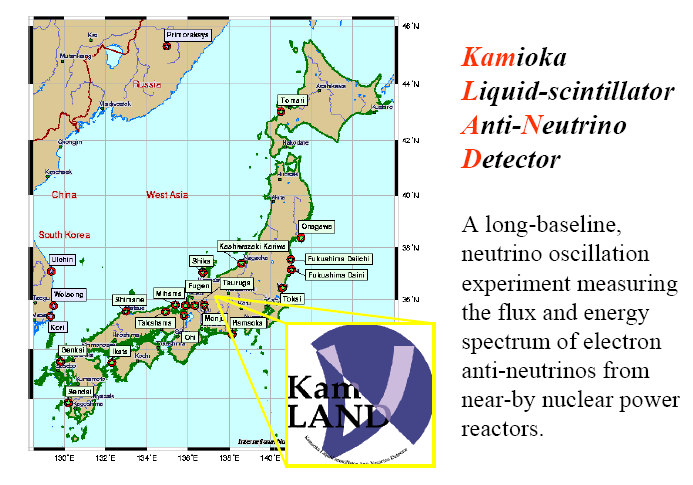 Kamioka
Liquid-scintillator
Anti-Neutrino
Detector
A long-baseline,
neutrino oscillation
experiment measuring
the flux and energy
spectrum of electron
anti-neutrinos from
near-by nuclear power
reactors.
Primorskaya
Russia
Vladivostok
Tomari
Hakodate
China
West Asia
South Korea
Onagawa
Kashiwazaki Kariwa
Fukushima Daiichi
Fukushima Daini
Shika
Ulchin
Fugen
Tsuruga
Mihama
Tokai
Wolsong
Shimane
Kori
Takahama
Monju
Hamaoka
Ohi
Genkai
Ikata
Kochi
Sendai
Kam
LAND
46°N
44°N
42°N
40°N
38°N
36°N
130°E
132°E
134°E
136°E
138°E
140°E